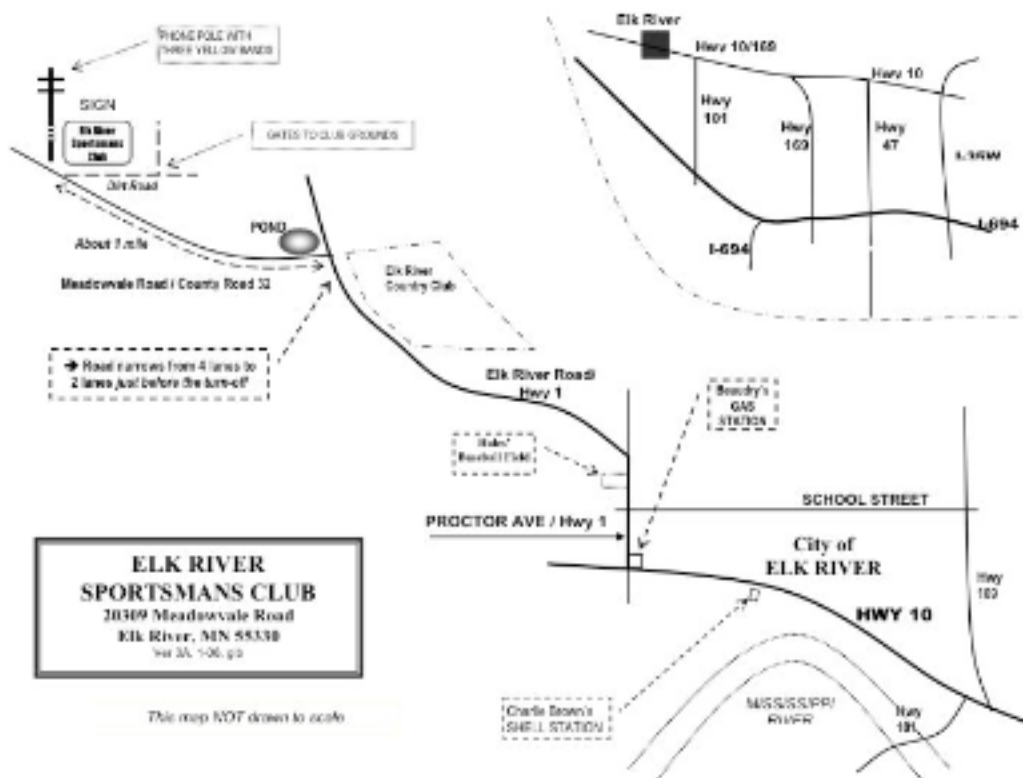 PHONE POLE WITH
THREE YELLOW BANDS
SIGN
Elk River
Sportsmans
Club
GATES TO CLUB GROUNDS
Dirt Road
POND
About 1 mile
Meadowvale Road / County Road 32
Elk River
Country Club
➔ Road narrows from 4 lanes to
2 lanes just before the turn-off
Elk River Road/
Hwy 1
Elk River
Hwy 10/169
Hwy 10
Hwy
101
Hwy
169
Hwy
47
I-35W
I-694
I-694
Beaudry's
GAS
STATION
Baseball Field
SCHOOL STREET
PROCTOR AVE / Hwy 1
City of
ELK RIVER
HWY 10
Hwy
169
ELK RIVER
SPORTSMANS CLUB
20309 Meadowvale Road
Elk River, MN 55330
This map NOT drawn to scale
Charlie Brown's
SHELL STATION
MISSISSIPPI
RIVER
Hwy
101